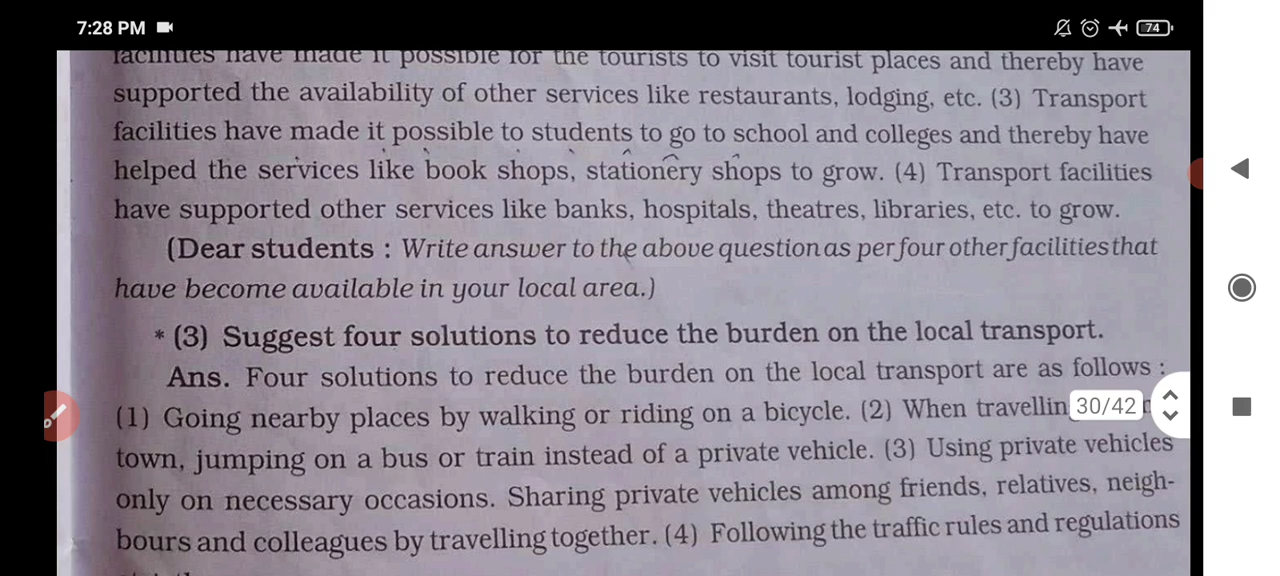 7:28 PM
74
facilities have made it possible for the tourists to visit tourist places and thereby have
supported the availability of other services like restaurants, lodging, etc. (3) Transport
facilities have made it possible to students to go to school and colleges and thereby have
helped the services like book shops, stationery shops to grow. (4) Transport facilities
have supported other services like banks, hospitals, theatres, libraries, etc. to grow.
(Dear students : Write answer to the above question as per four other facilities that
have become available in your local area.)
* (3) Suggest four solutions to reduce the burden on the local transport.
Ans. Four solutions to reduce the burden on the local transport are as follows :
(1) Going nearby places by walking or riding on a bicycle. (2) When travellin
30/42
town, jumping on a bus or train instead of a private vehicle. (3) Using private vehicles
only on necessary occasions. Sharing private vehicles among friends, relatives, neigh-
bours and colleagues by travelling together. (4) Following the traffic rules and regulations